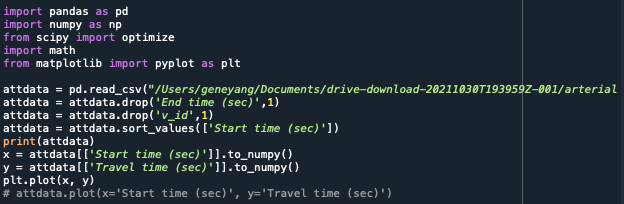 import pandas as pd
import numpy as np
from scipy import optimize
import math
from matplotlib import pyplot as plt
attdata = pd.read_csv("/Users/geneyang/Documents/drive-download-20211030T193959Z-001/arterial
attdata = attdata.drop('End time (sec)',1)
attdata = attdata.drop('v_id',1)
attdata = attdata.sort_values(['Start time (sec)'])
print(attdata)
x = attdata[['Start time (sec)']].to_numpy()
y = attdata[['Travel time (sec)']].to_numpy()
plt.plot(x, y)
# attdata.plot(x='Start time (sec)', y='Travel time (sec)')